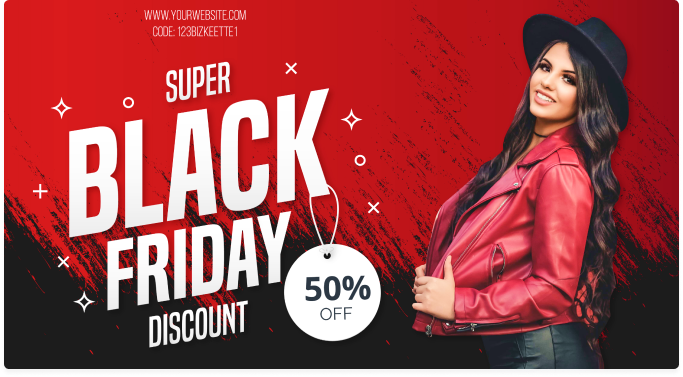 WWW.YOURWEBSITE.COM
CODE: 123BIZKEETTE1
SUPER
BLACK
FRIDAY
DISCOUNT
50%
OFF